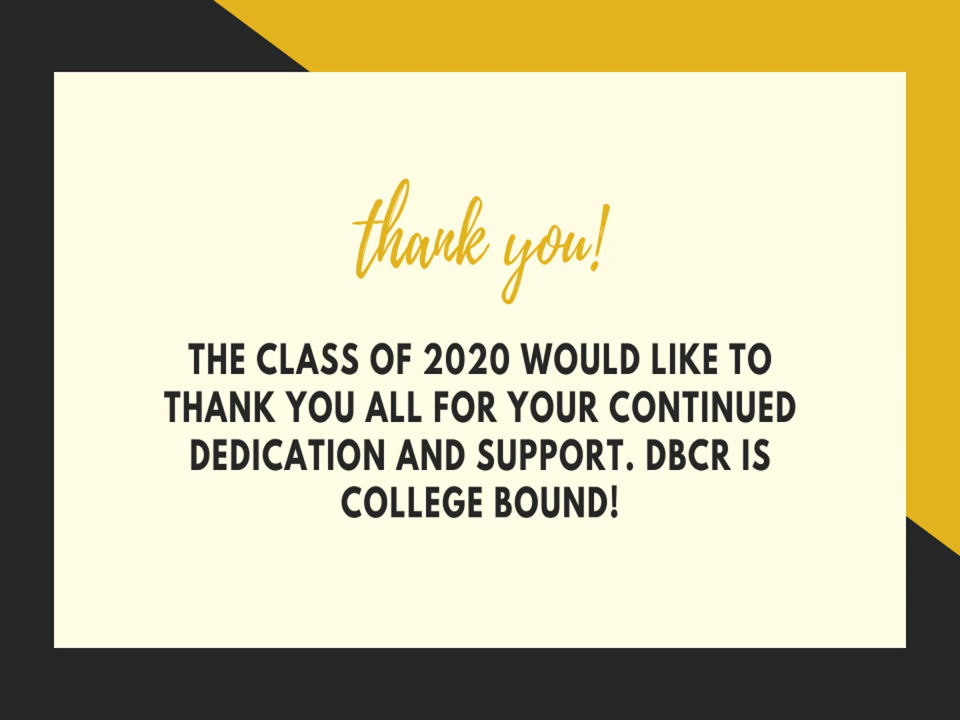 thank you!
THE CLASS OF 2020 WOULD LIKE TO
THANK YOU ALL FOR YOUR CONTINUED
DEDICATION AND SUPPORT. DBCR IS
COLLEGE BOUND!